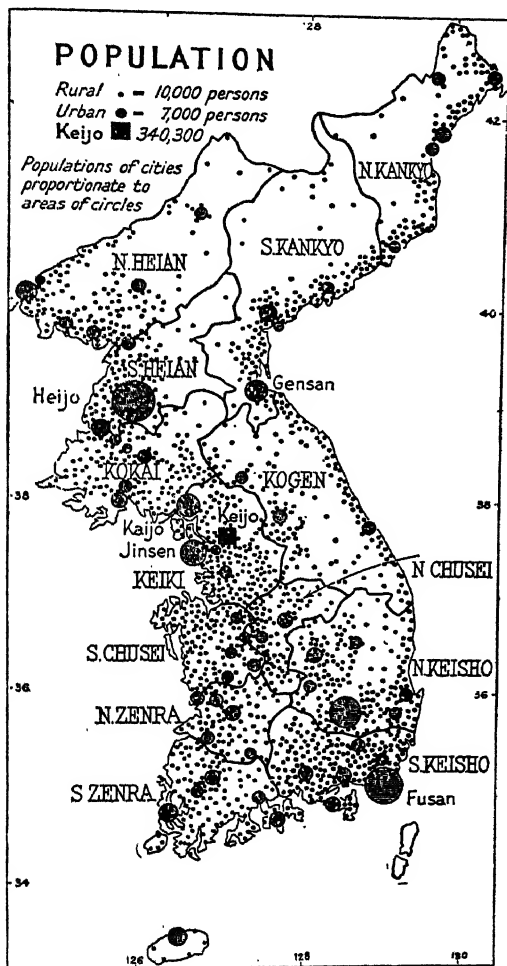 POPULATION
Rural • = 10,000 persons
Urban ● = 7,000 persons
Keijo ■ 340,300
Populations of cities
proportionate to
areas of circles
128
42
N.KANKYO
S.KANKYO
N.HEIAN
40
S.HEIAN
Heijo
Gensan
KOKAI
KOGEN
38
38
Kaijo
Keijo
Jinsen
KEIKI
N CHUSEI
S.CHUSEI
N.KEISHO
36
36
N.ZENRA
S.KEISHO
S ZENRA
Fusan
34
126
128
130